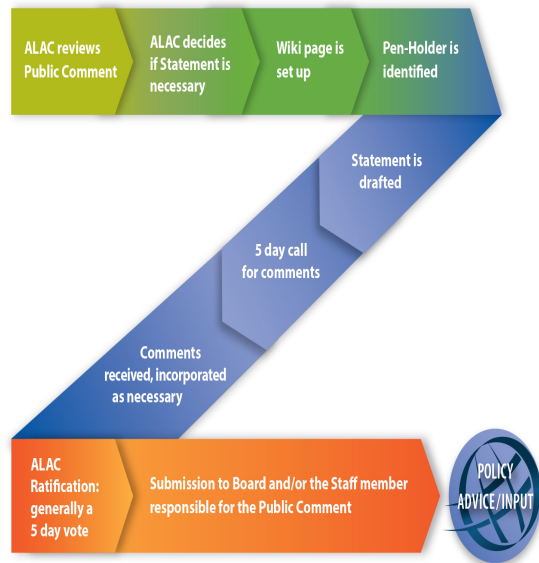 ALAC reviews
Public Comment
ALAC decides
if Statement is
necessary
Wiki page is
set up
Pen-Holder is
identified
Statement is
drafted
5 day call
for comments
Comments
received, incorporated
as necessary
ALAC
Ratification:
generally a
5 day vote
Submission to Board and/or the Staff member
responsible for the Public Comment
POLICY
ADVICE/INPUT